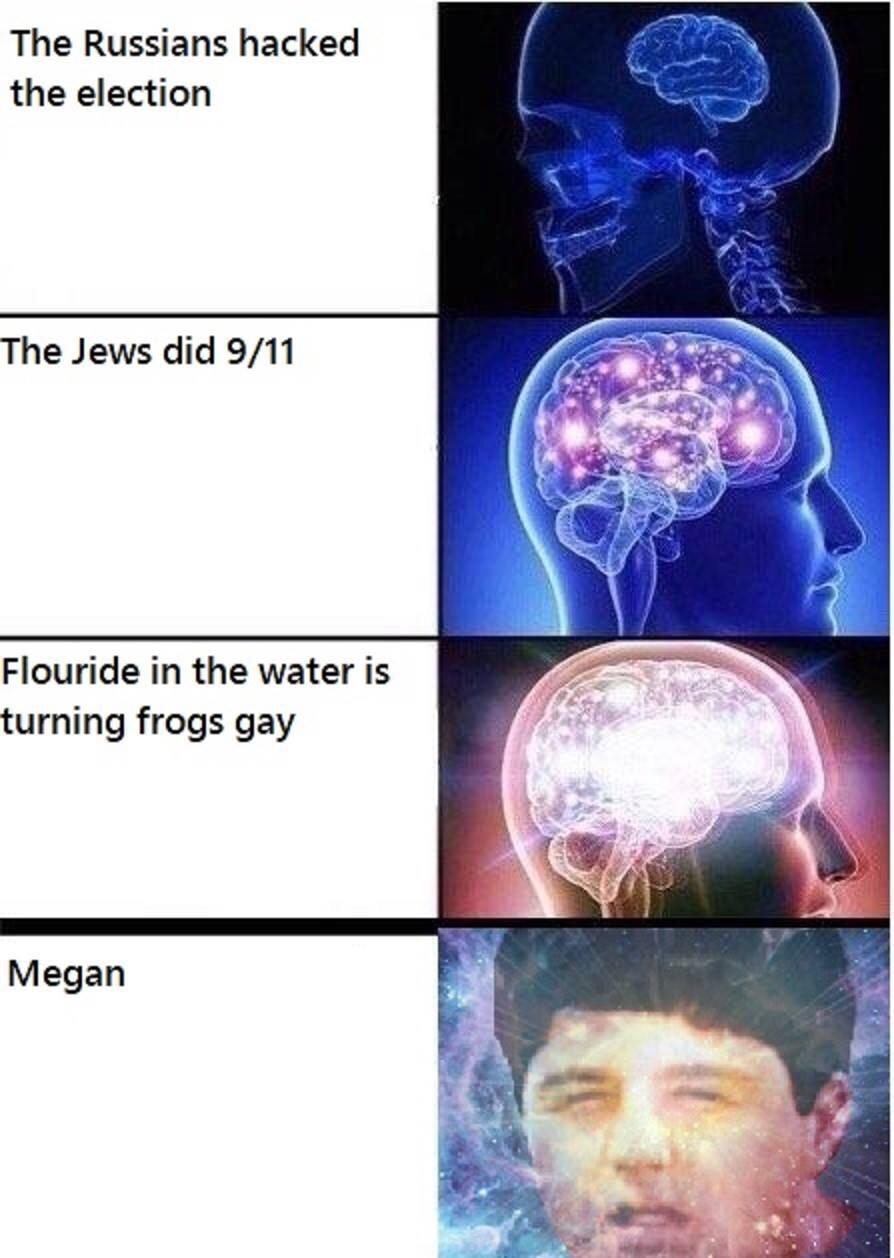 The Russians hacked
the election
The Jews did 9/11
Flouride in the water is
turning frogs gay
Megan